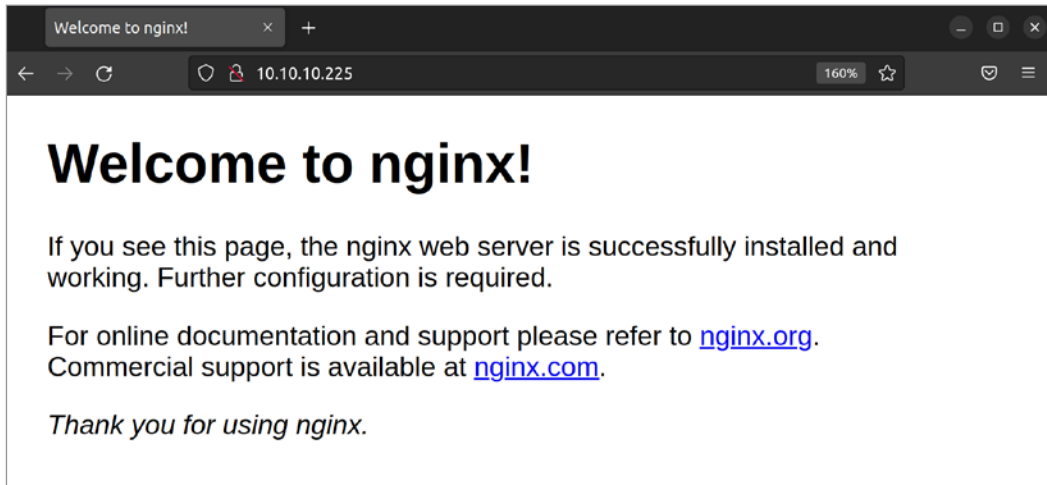 Welcome to nginx!
10.10.10.225
160%
Welcome to nginx!
If you see this page, the nginx web server is successfully installed and
working. Further configuration is required.
For online documentation and support please refer to nginx.org.
Commercial support is available at nginx.com.
Thank you for using nginx.